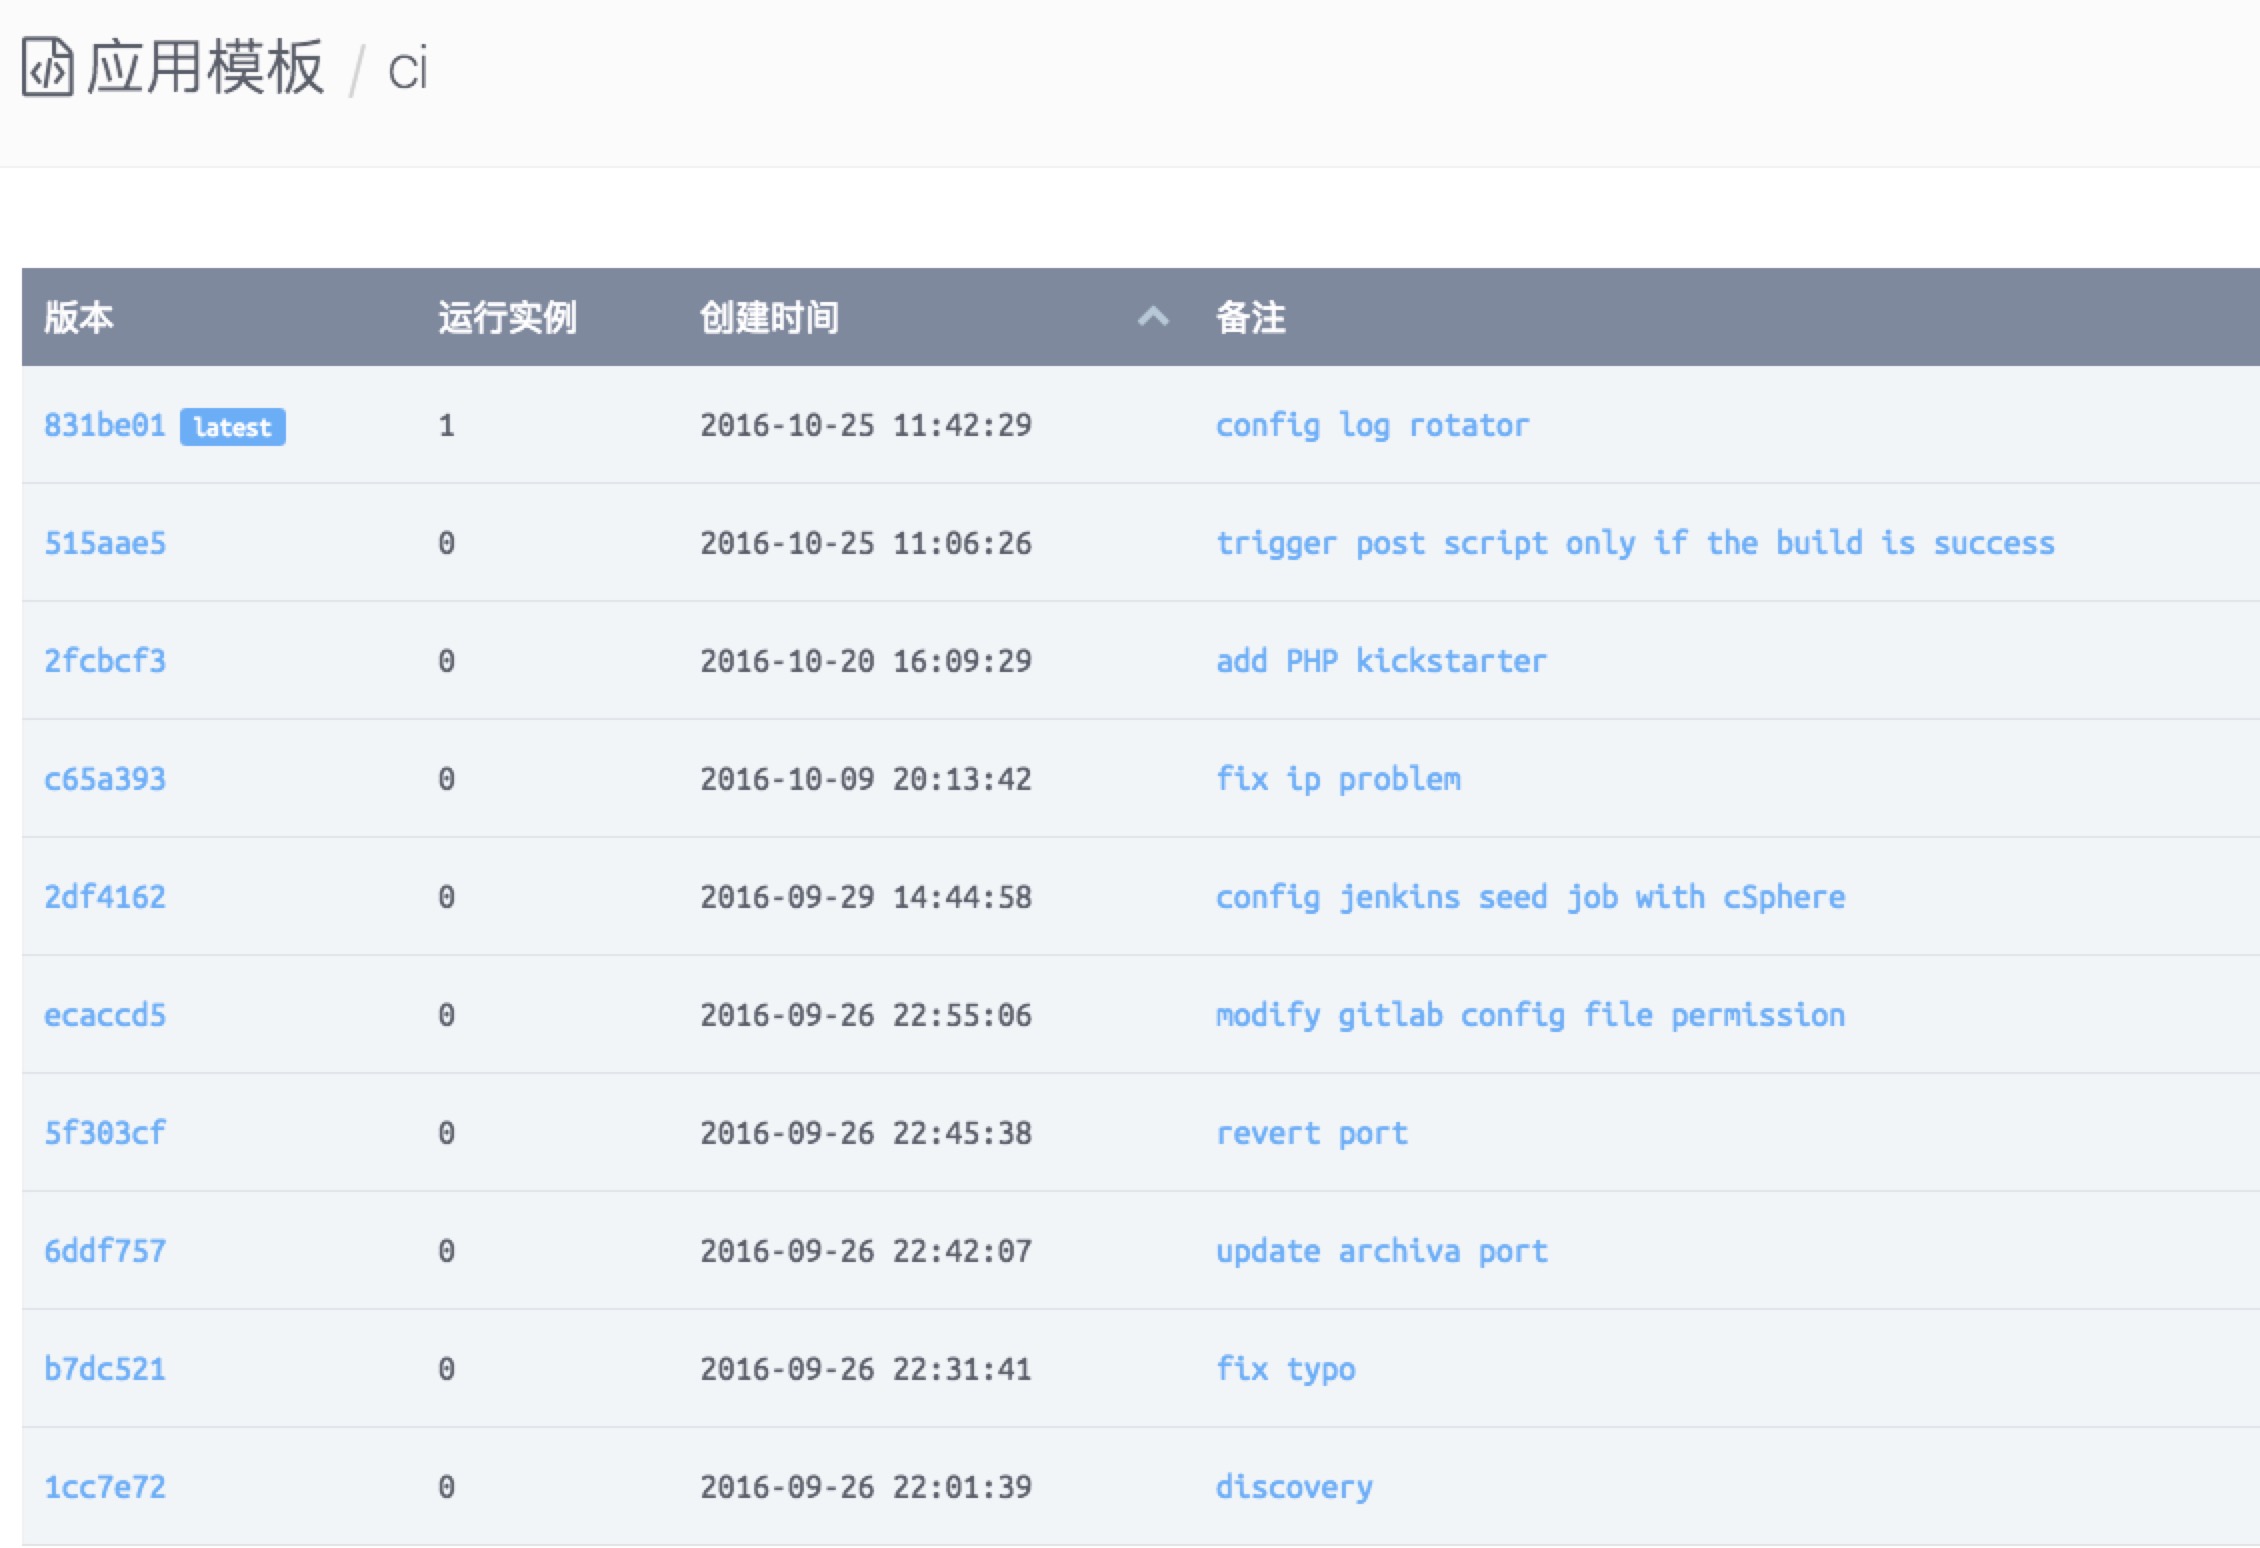 应用模板 / ci
版本 运行实例 创建时间 备注
831be01 latest 1 2016-10-25 11:42:29 config log rotator
515aae5 0 2016-10-25 11:06:26 trigger post script only if the build is success
2fcbcf3 0 2016-10-20 16:09:29 add PHP kickstarter
c65a393 0 2016-10-09 20:13:42 fix ip problem
2df4162 0 2016-09-29 14:44:58 config jenkins seed job with cSphere
ecaccd5 0 2016-09-26 22:55:06 modify gitlab config file permission
5f303cf 0 2016-09-26 22:45:38 revert port
6ddf757 0 2016-09-26 22:42:07 update archiva port
b7dc521 0 2016-09-26 22:31:41 fix typo
1cc7e72 0 2016-09-26 22:01:39 discovery